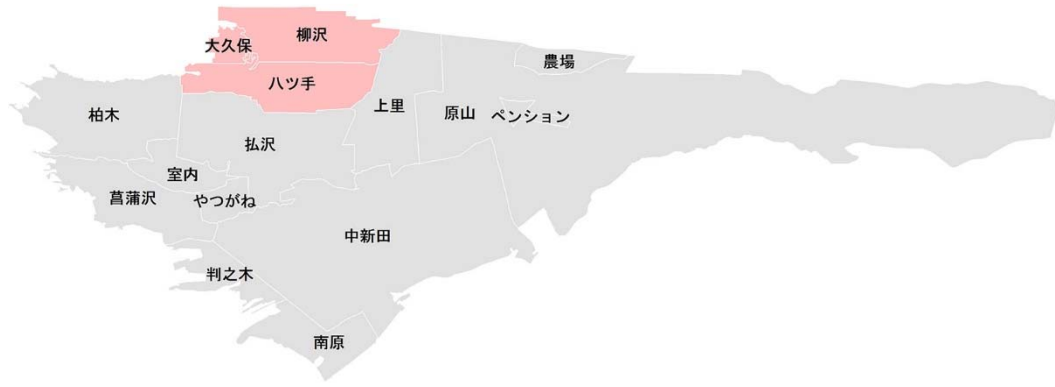 柳沢
大久保
農場
八ツ手
上里
原山
ペンション
柏木
払沢
室内
菖蒲沢
やつがね
中新田
判之木
南原